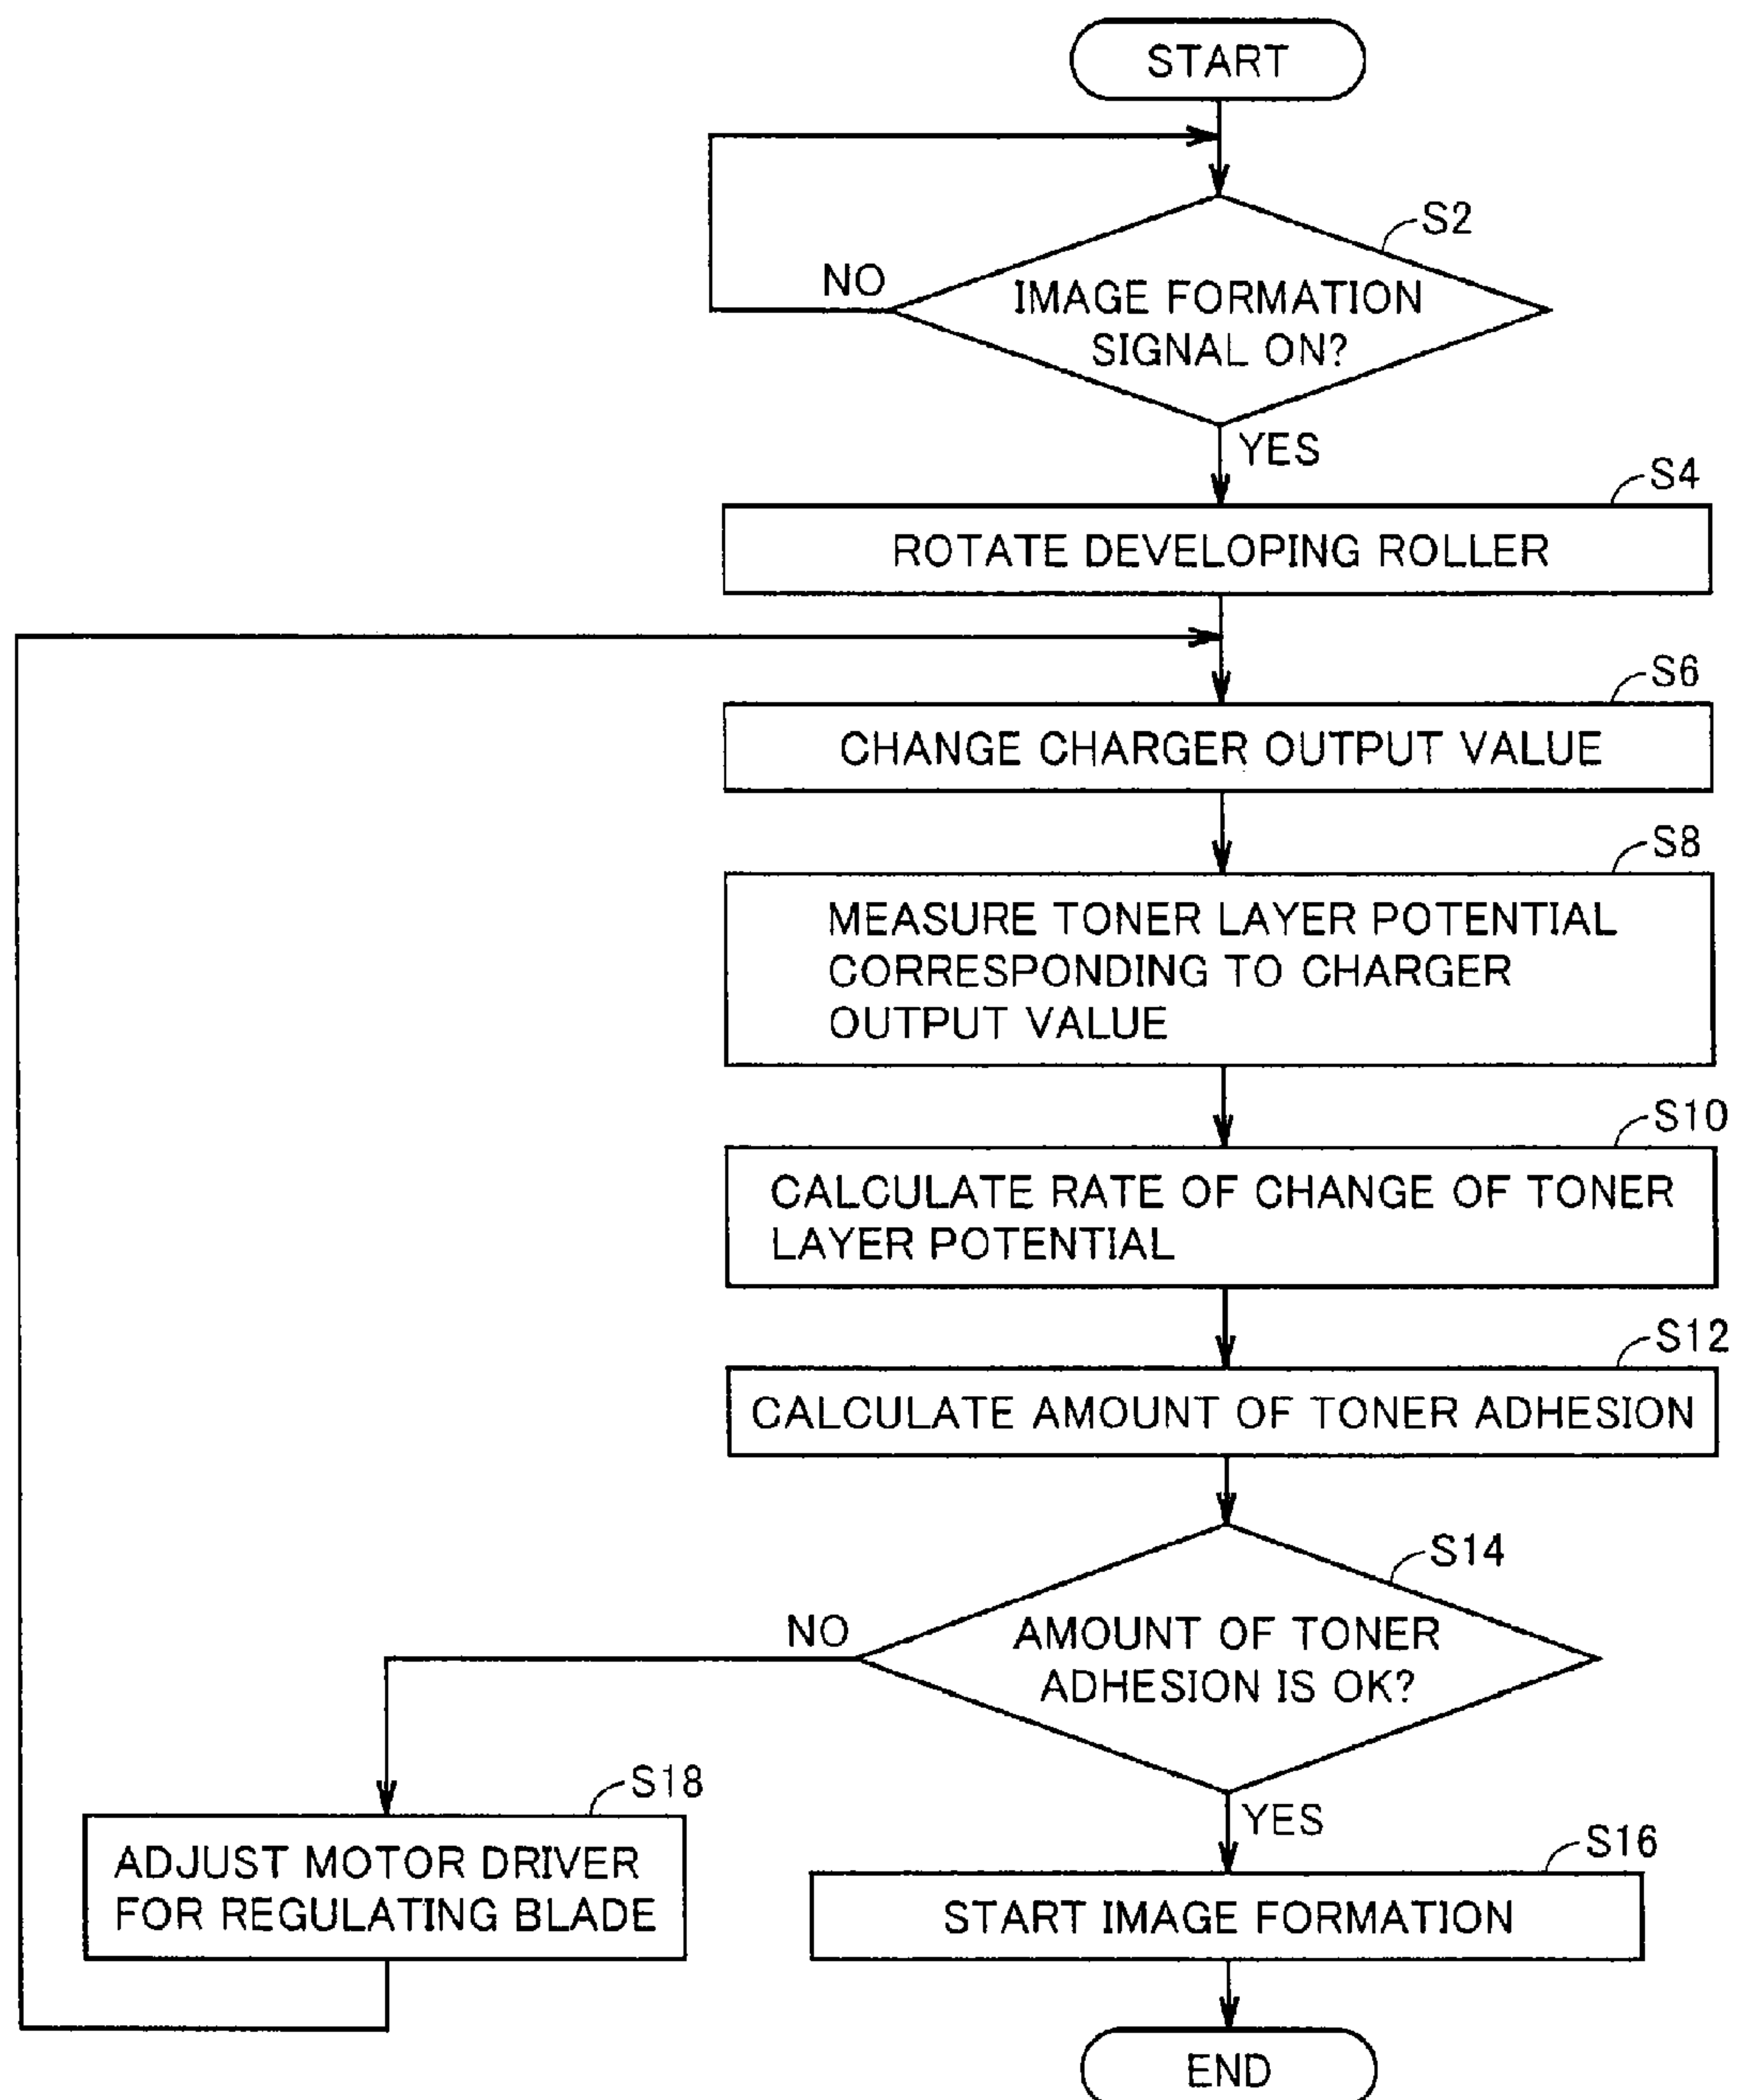 START
S2
NO
IMAGE FORMATION
SIGNAL ON?
YES
S4
ROTATE DEVELOPING ROLLER
S6
CHANGE CHARGER OUTPUT VALUE
S8
MEASURE TONER LAYER POTENTIAL
CORRESPONDING TO CHARGER
OUTPUT VALUE
S10
CALCULATE RATE OF CHANGE OF TONER
LAYER POTENTIAL
S12
CALCULATE AMOUNT OF TONER ADHESION
S14
NO
AMOUNT OF TONER
ADHESION IS OK?
S18
ADJUST MOTOR DRIVER
FOR REGULATING BLADE
YES
S16
START IMAGE FORMATION
END